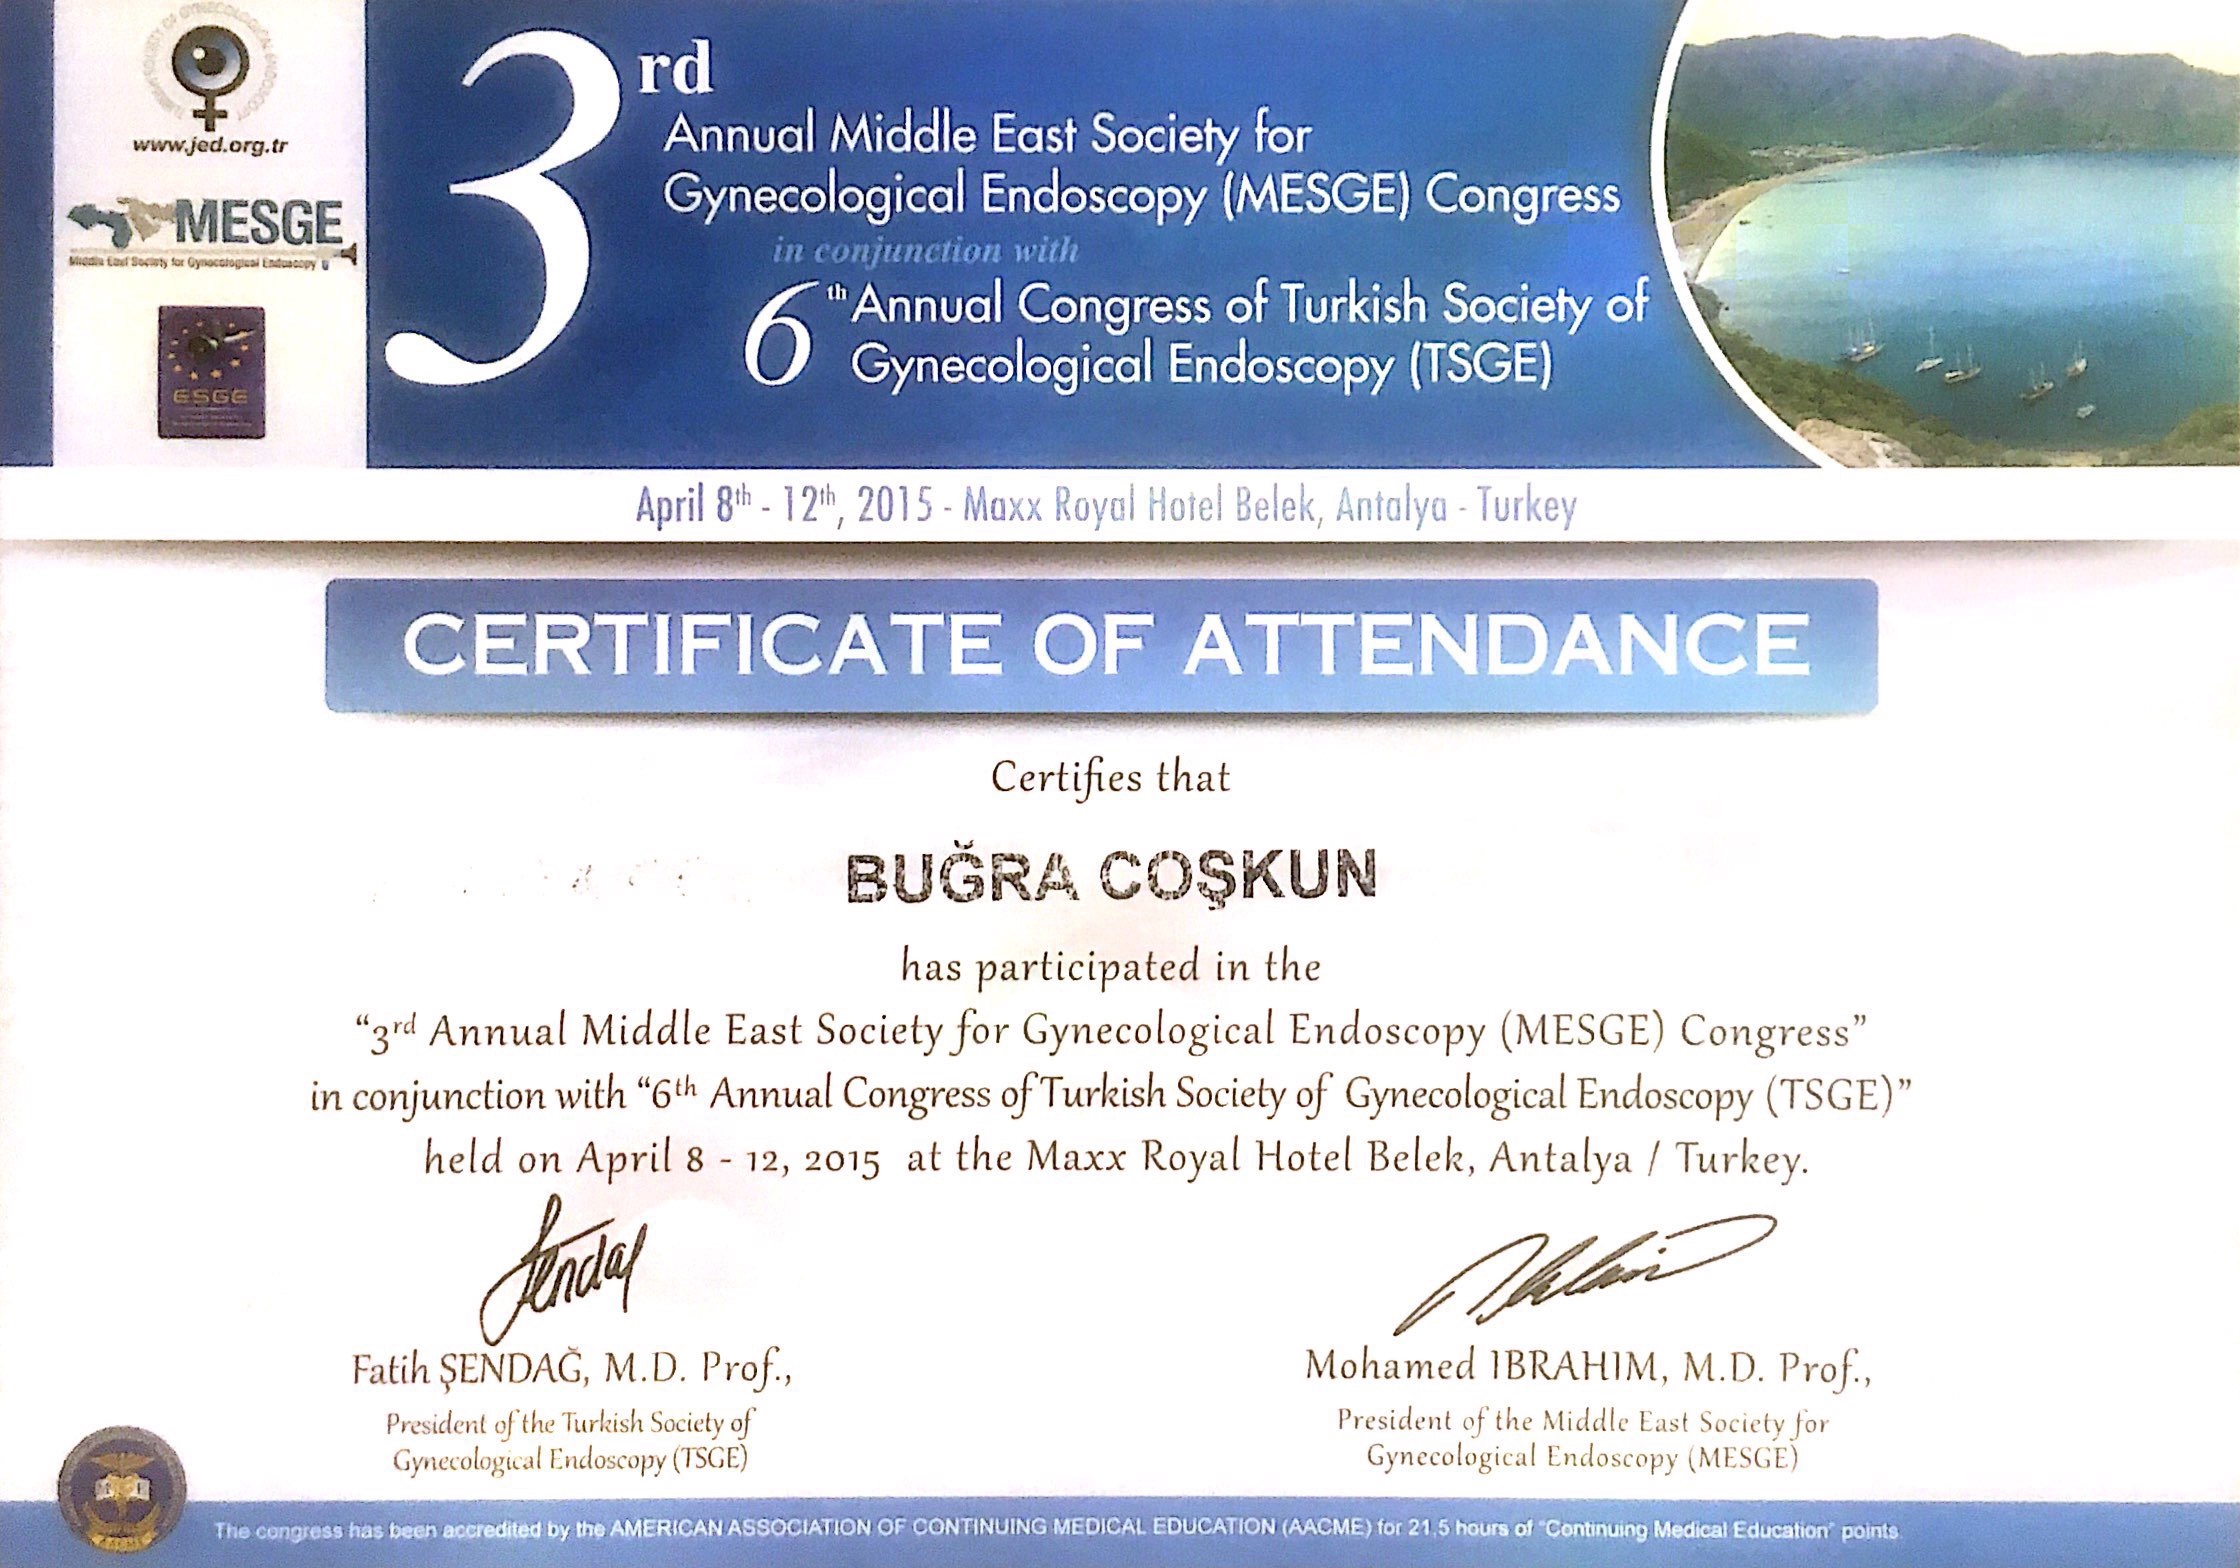 www.jed.org.tr
MESGE
Middle East Society for Gynecological Endoscopy
ESGE
3rd
Annual Middle East Society for
Gynecological Endoscopy (MESGE) Congress
in conjunction with
6th Annual Congress of Turkish Society of
Gynecological Endoscopy (TSGE)
April 8th - 12th, 2015 - Maxx Royal Hotel Belek, Antalya - Turkey
CERTIFICATE OF ATTENDANCE
Certifies that
BUĞRA COŞKUN
has participated in the
“3rd Annual Middle East Society for Gynecological Endoscopy (MESGE) Congress”
in conjunction with “6th Annual Congress of Turkish Society of Gynecological Endoscopy (TSGE)”
held on April 8 - 12, 2015 at the Maxx Royal Hotel Belek, Antalya / Turkey.
Fatih ŞENDAĞ, M.D. Prof.,
President of the Turkish Society of
Gynecological Endoscopy (TSGE)
Mohamed IBRAHIM, M.D. Prof.,
President of the Middle East Society for
Gynecological Endoscopy (MESGE)
AACME
The congress has been accredited by the AMERICAN ASSOCIATION OF CONTINUING MEDICAL EDUCATION (AACME) for 21,5 hours of “Continuing Medical Education” points.